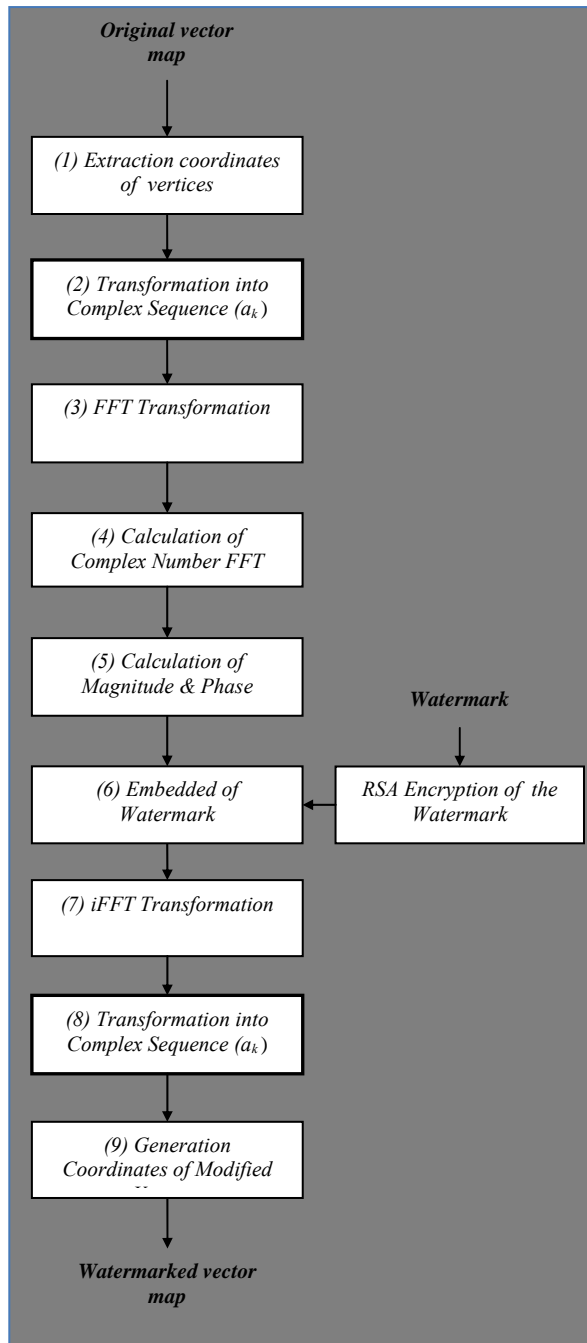 Original vector
map
(1) Extraction coordinates
of vertices
(2) Transformation into
Complex Sequence (aₖ)
(3) FFT Transformation
(4) Calculation of
Complex Number FFT
(5) Calculation of
Magnitude & Phase
Watermark
(6) Embedded of
Watermark
RSA Encryption of the
Watermark
(7) iFFT Transformation
(8) Transformation into
Complex Sequence (aₖ)
(9) Generation
Coordinates of Modified
Watermarked vector
map